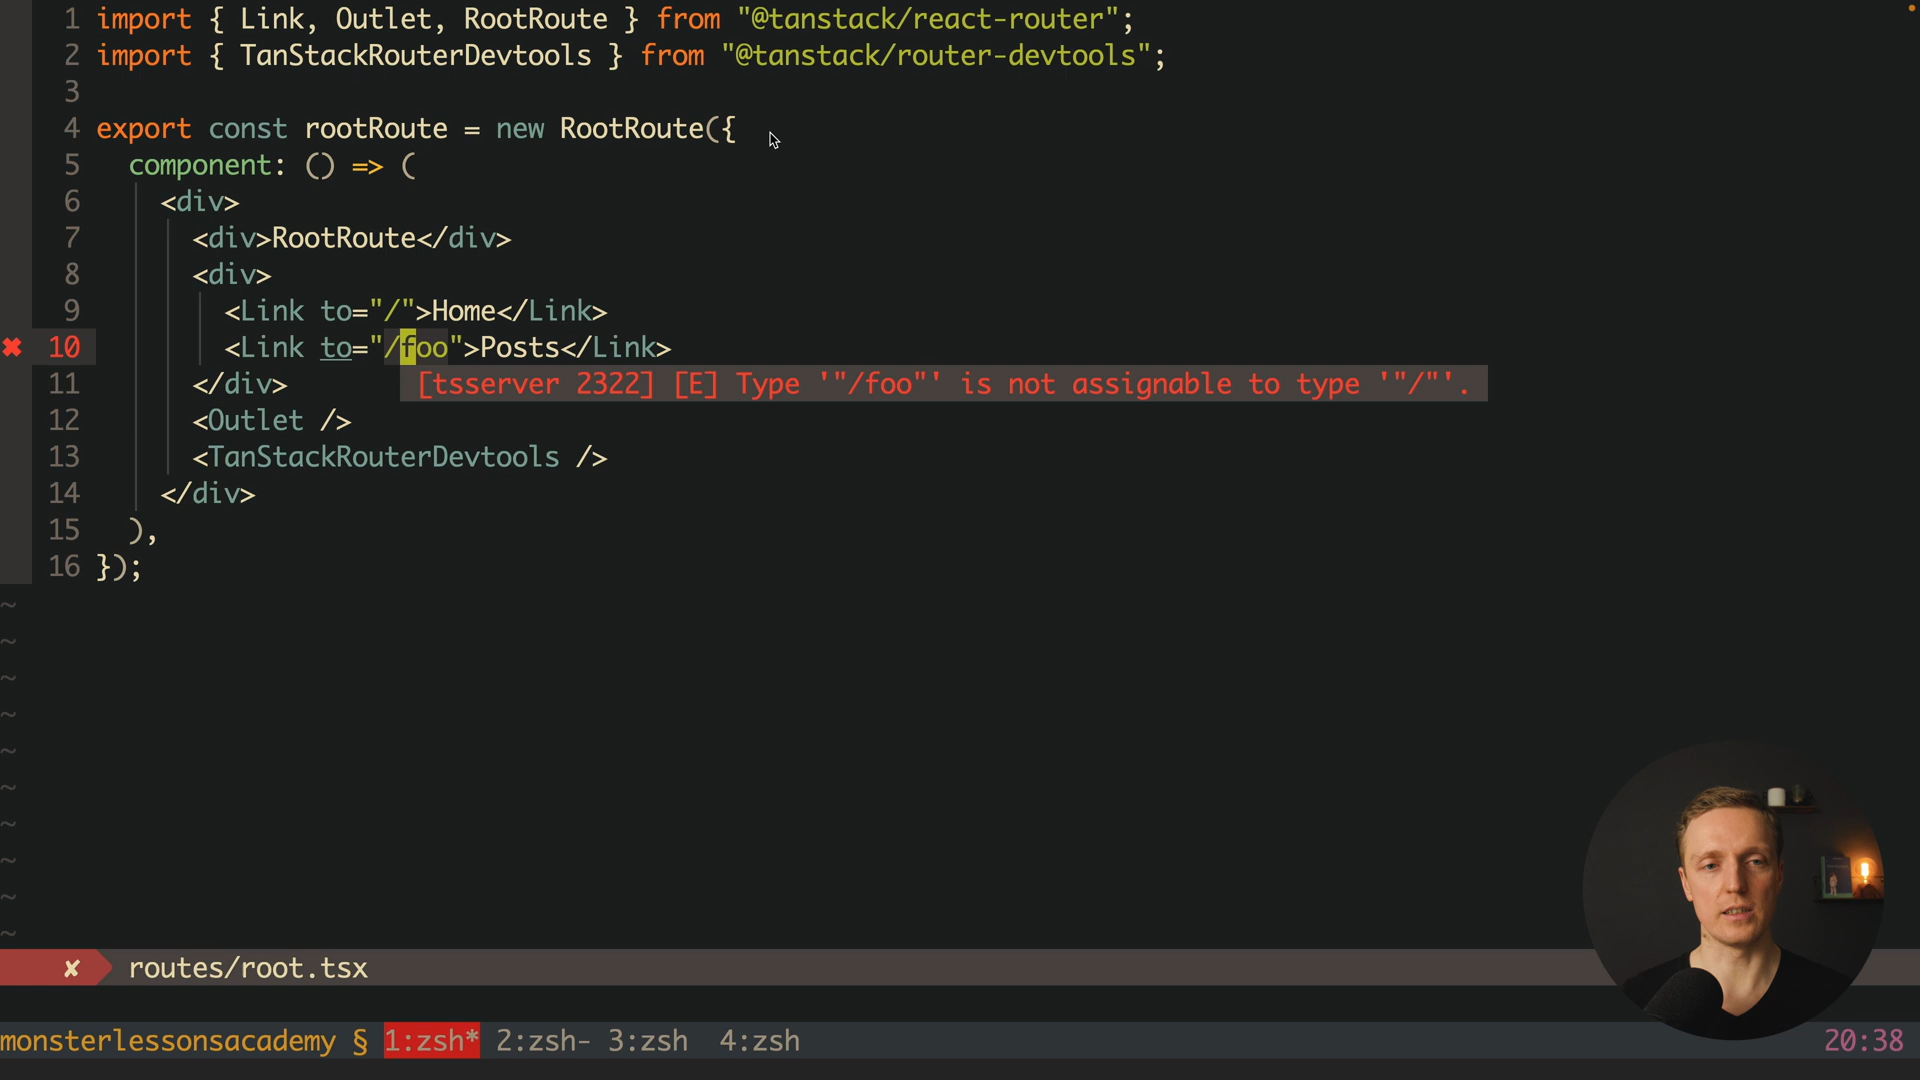 1 import { Link, Outlet, RootRoute } from "@tanstack/react-router";
2 import { TanStackRouterDevtools } from "@tanstack/router-devtools";
3
4 export const rootRoute = new RootRoute({
5   component: () => (
6     <div>
7       <div>RootRoute</div>
8       <div>
9         <Link to="/">Home</Link>
✖ 10         <Link to="/foo">Posts</Link>
11       </div>        [tsserver 2322] [E] Type '"/foo"' is not assignable to type '"/"'.
12       <Outlet />
13       <TanStackRouterDevtools />
14     </div>
15   ),
16 });
~
~
~
~
~
~
~
~
~
~
✘ routes/root.tsx
monsterlessonsacademy § 1:zsh* 2:zsh- 3:zsh 4:zsh 20:38